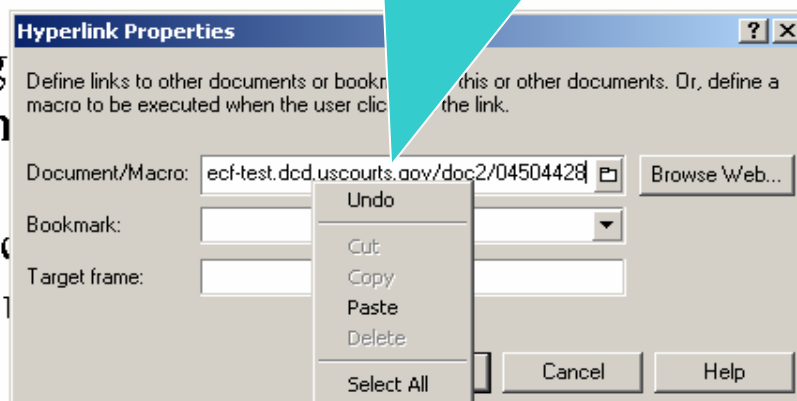 Hyperlink Properties
Define links to other documents or this or other documents. Or, define a
macro to be executed when the user the link.
Document/Macro: ecf-test.dcd.uscourts.gov/doc2/04504428 Browse Web...
Undo
Bookmark:
Cut
Target frame:
Copy
Paste
Delete
Select All
Cancel Help